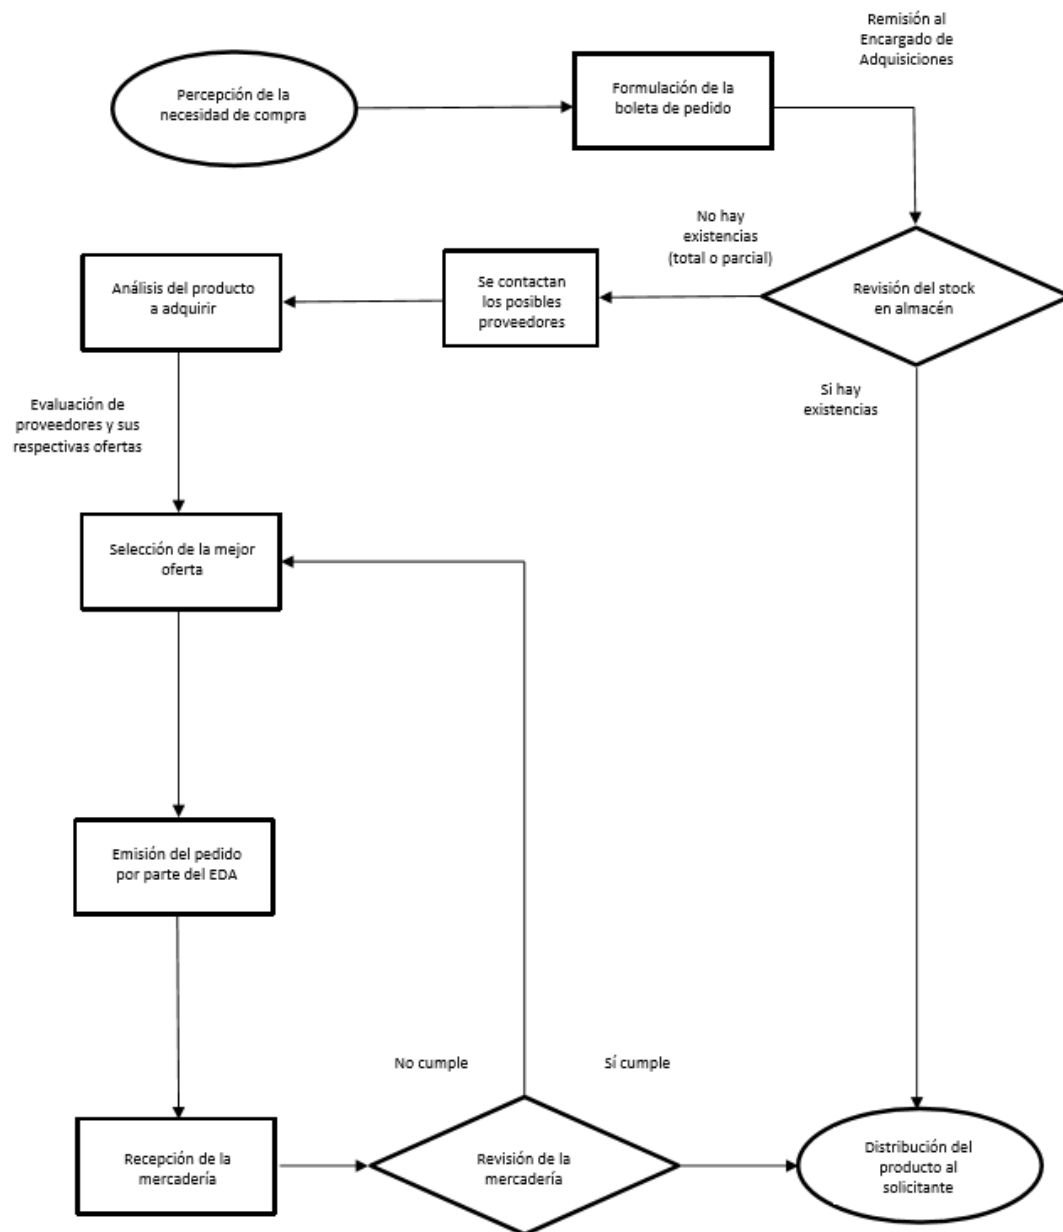 Remisión al
Encargado de
Adquisiciones
Percepción de la
necesidad de compra
Formulación de la
boleta de pedido
No hay
existencias
(total o parcial)
Análisis del producto
a adquirir
Se contactan
los posibles
proveedores
Revisión del stock
en almacén
Si hay
existencias
Evaluación de
proveedores y sus
respectivas ofertas
Selección de la mejor
oferta
Emisión del pedido
por parte del EDA
No cumple
Sí cumple
Recepción de la
mercadería
Revisión de la
mercadería
Distribución del
producto al
solicitante